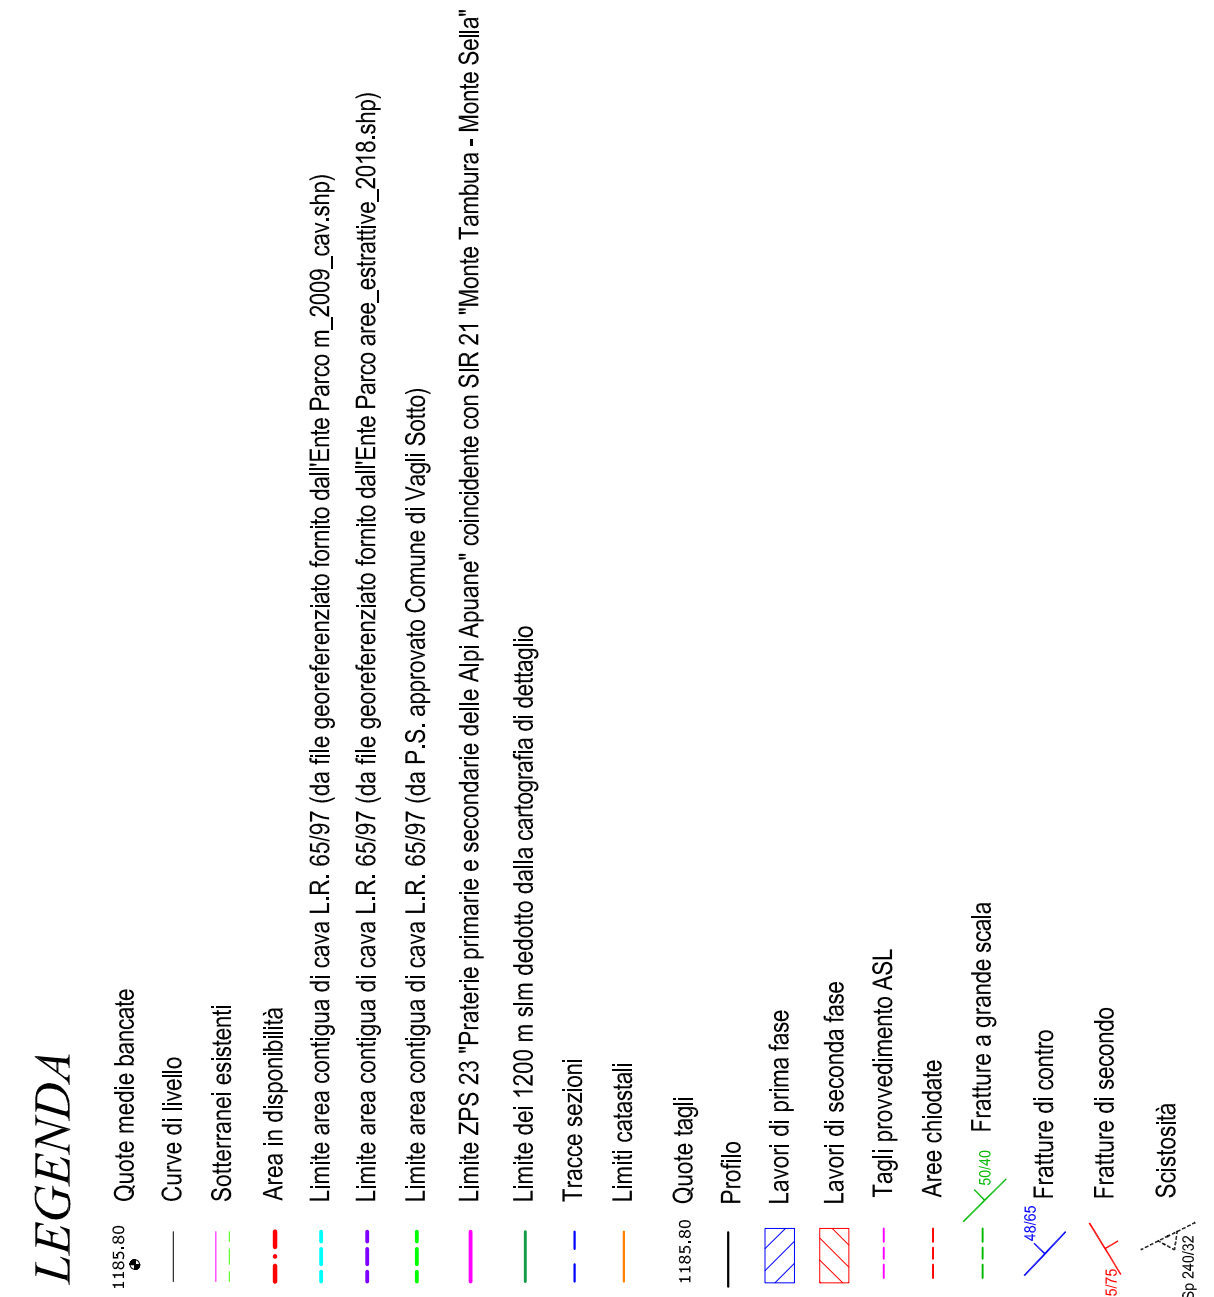 LEGENDA
1185.80 Quote medie bancate
Curve di livello
Sotterranei esistenti
Area in disponibilità
Limite area contigua di cava L.R. 65/97 (da file georeferenziato fornito dall'Ente Parco m_2009_cav.shp)
Limite area contigua di cava L.R. 65/97 (da file georeferenziato fornito dall'Ente Parco aree_estrattive_2018.shp)
Limite area contigua di cava L.R. 65/97 (da P.S. approvato Comune di Vagli Sotto)
Limite ZPS 23 "Praterie primarie e secondarie delle Alpi Apuane" coincidente con SIR 21 "Monte Tambura - Monte Sella"
Limite dei 1200 m slm dedotto dalla cartografia di dettaglio
Tracce sezioni
Limiti catastali
1185.80 Quote tagli
Profilo
Lavori di prima fase
Lavori di seconda fase
Tagli provvedimento ASL
Aree chiodate
50/40 Fratture a grande scala
48/65 Fratture di contro
5/75 Fratture di secondo
Sp 240/32 Scistosità